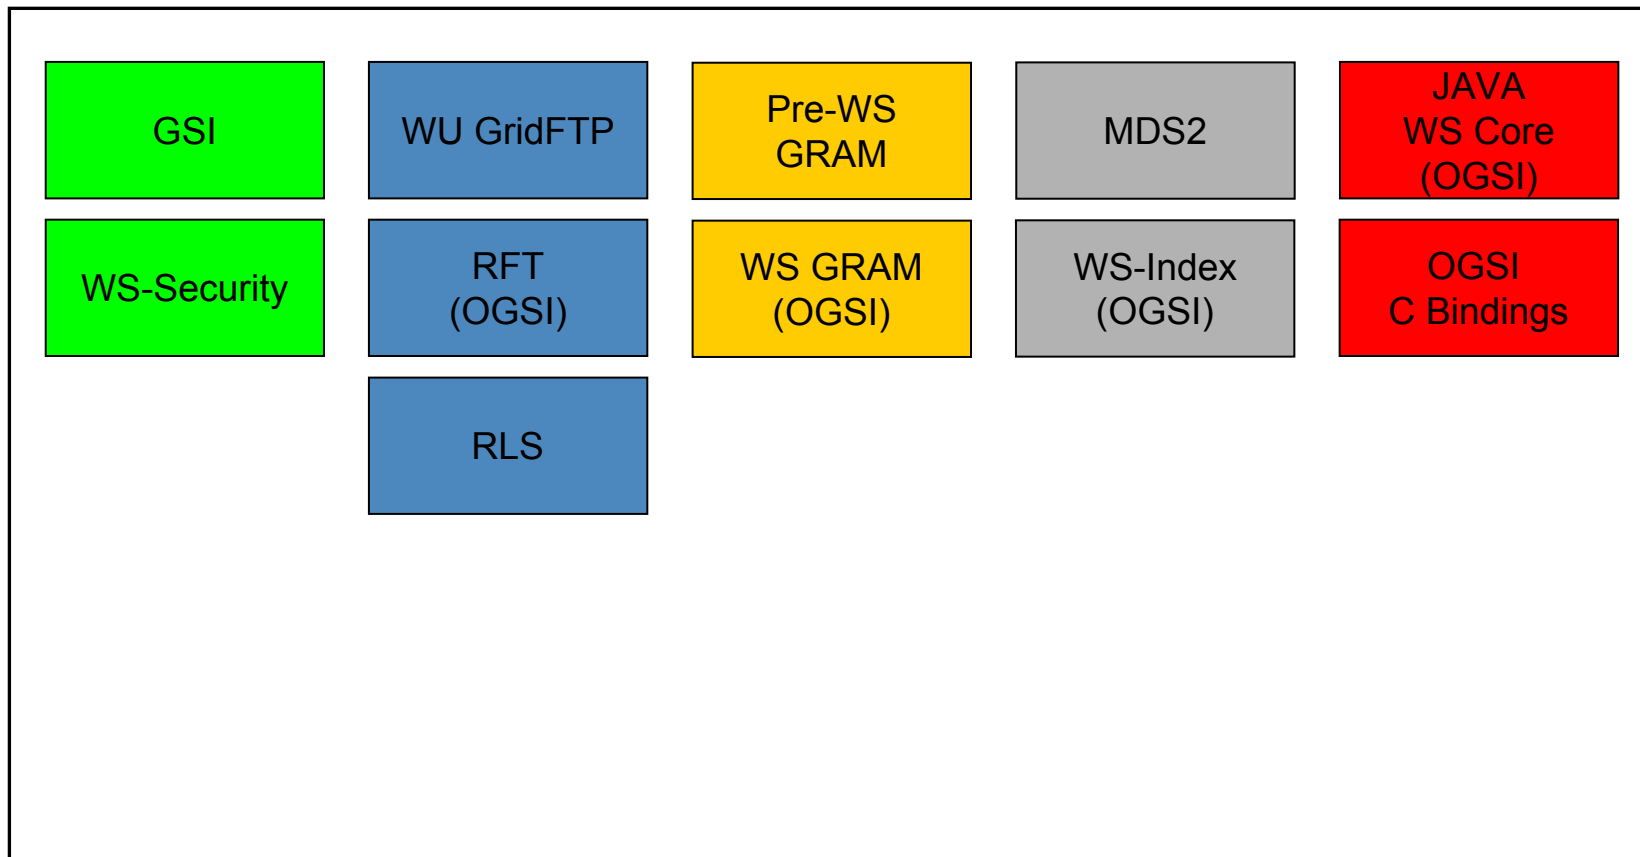 GSI
WU GridFTP
Pre-WS
GRAM
MDS2
JAVA
WS Core
(OGSI)
WS-Security
RFT
(OGSI)
WS GRAM
(OGSI)
WS-Index
(OGSI)
OGSI
C Bindings
RLS